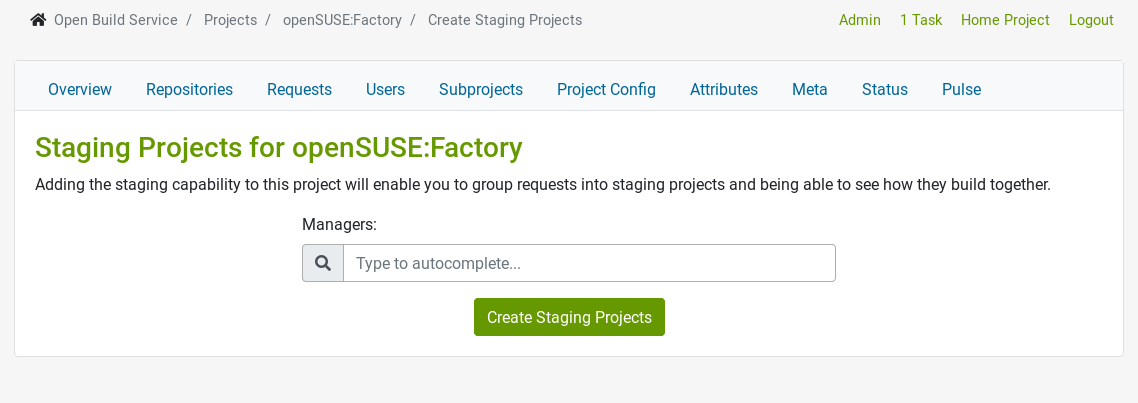 Open Build Service / Projects / openSUSE:Factory / Create Staging Projects Admin 1 Task Home Project Logout
Overview Repositories Requests Users Subprojects Project Config Attributes Meta Status Pulse
Staging Projects for openSUSE:Factory
Adding the staging capability to this project will enable you to group requests into staging projects and being able to see how they build together.
Managers:
Type to autocomplete...
Create Staging Projects